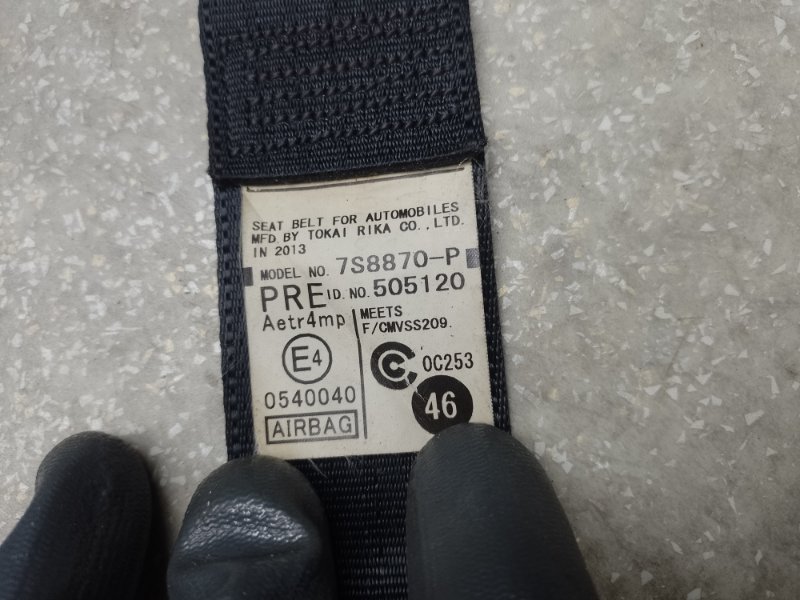 SEAT BELT FOR AUTOMOBILES
MFD BY TOKAI RIKA CO., LTD.
IN 2013
MODEL NO. 7S8870-P
PRE ID. NO. 505120
Aetr4mp
E4
0540040
AIRBAG
MEETS
F/CMVSS209.
C 0C253
46